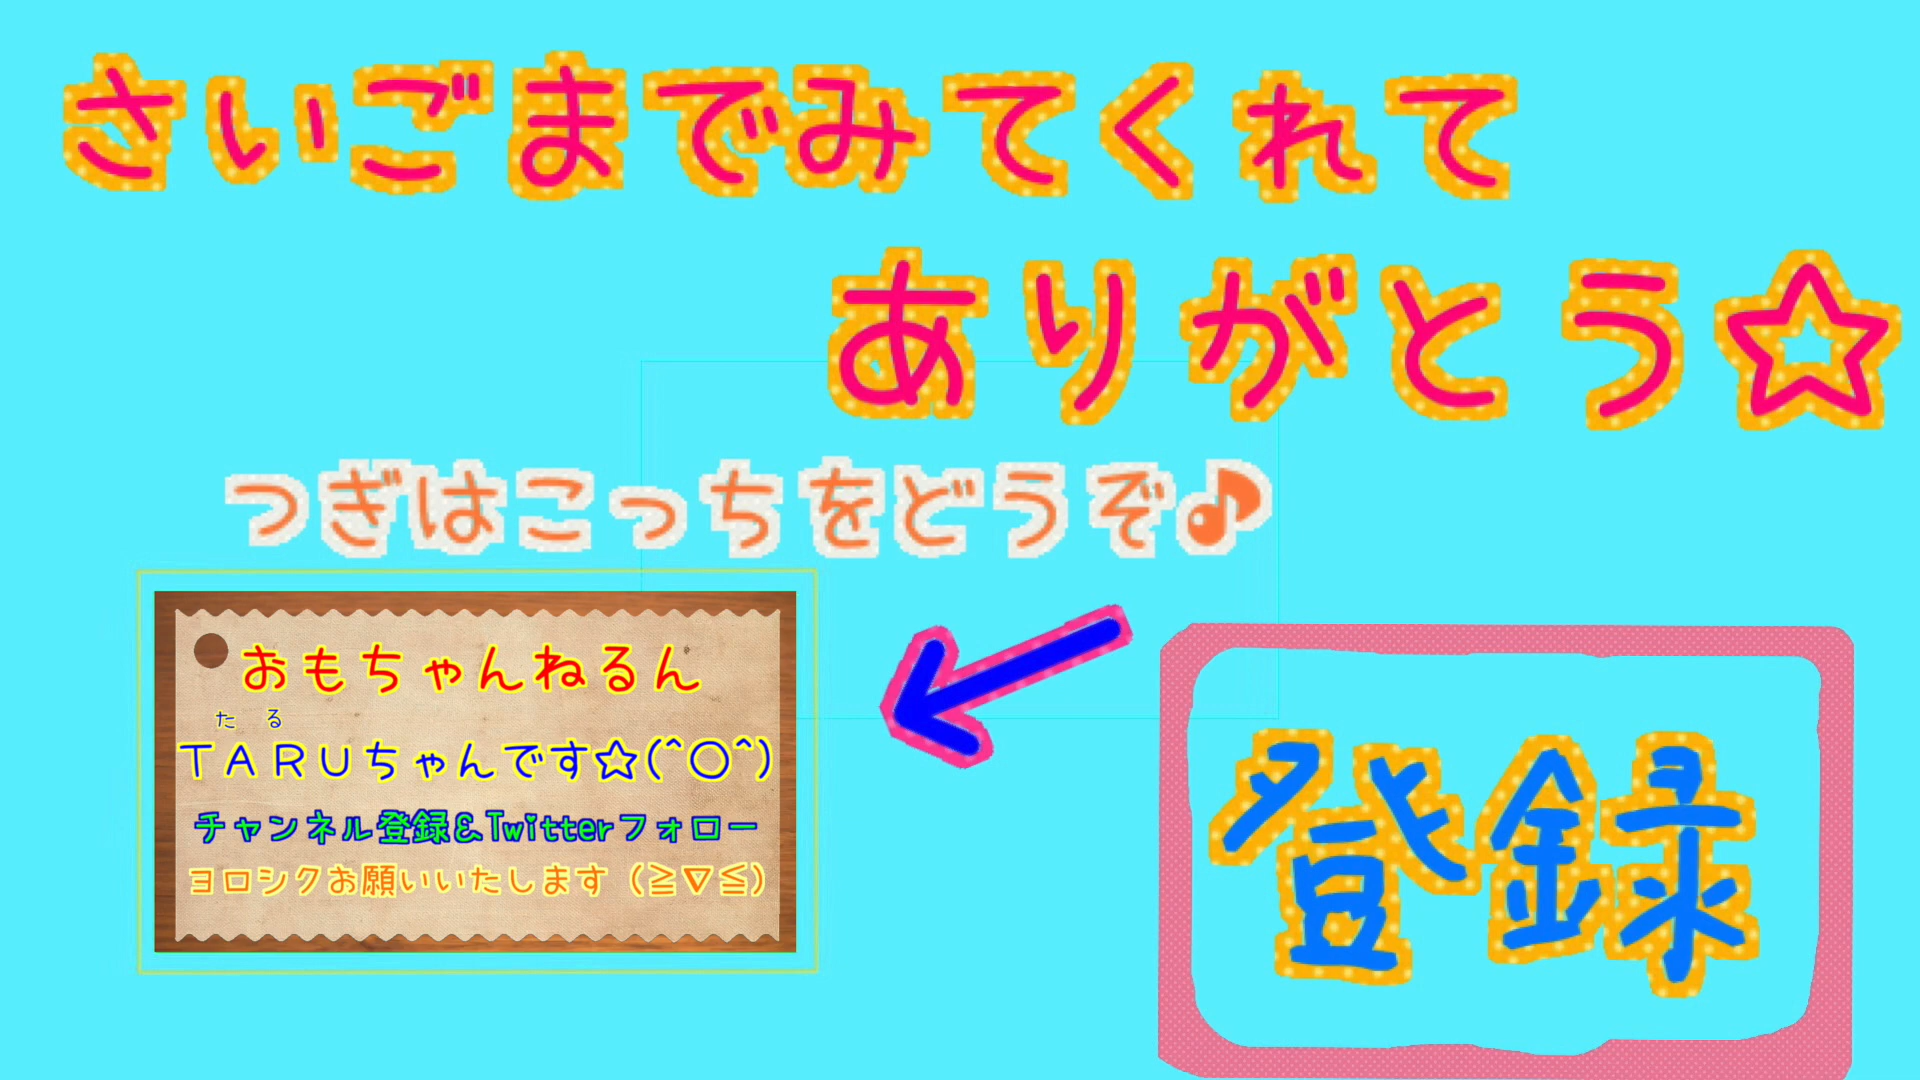 さいごまでみてくれて
ありがとう☆
つぎはこっちをどうぞ♪
おもちゃんねるん
たる
TARUちゃんです☆(^〇^)
チャンネル登録&Twitterフォロー
ヨロシクお願いいたします(≧▽≦)
登録